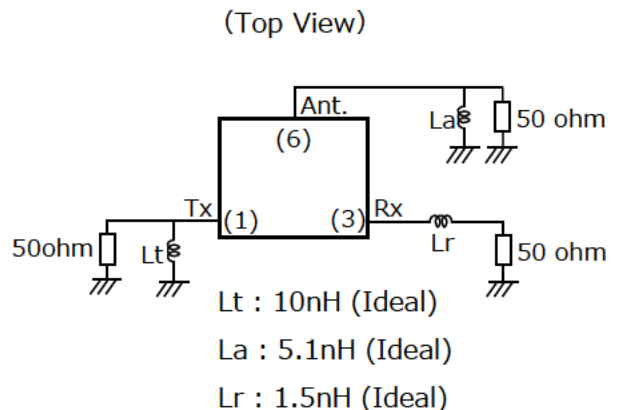 (Top View)
Ant.
(6)
La
50 ohm
Tx
(1)
(3)
Rx
50ohm
Lt
Lr
50 ohm
Lt : 10nH (Ideal)
La : 5.1nH (Ideal)
Lr : 1.5nH (Ideal)